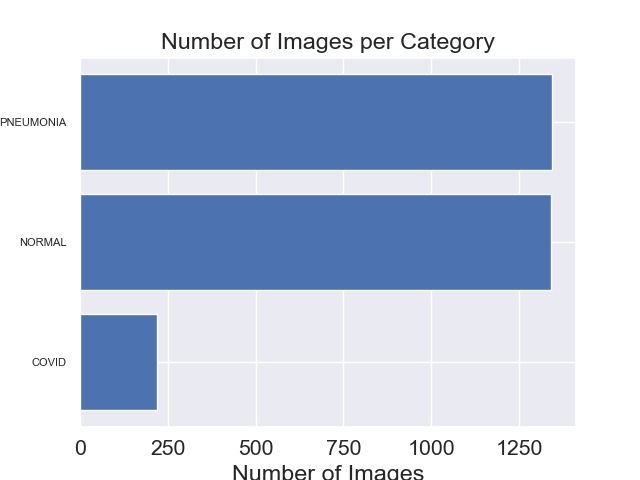 Number of Images per Category
PNEUMONIA
NORMAL
COVID
0 250 500 750 1000 1250
Number of Images